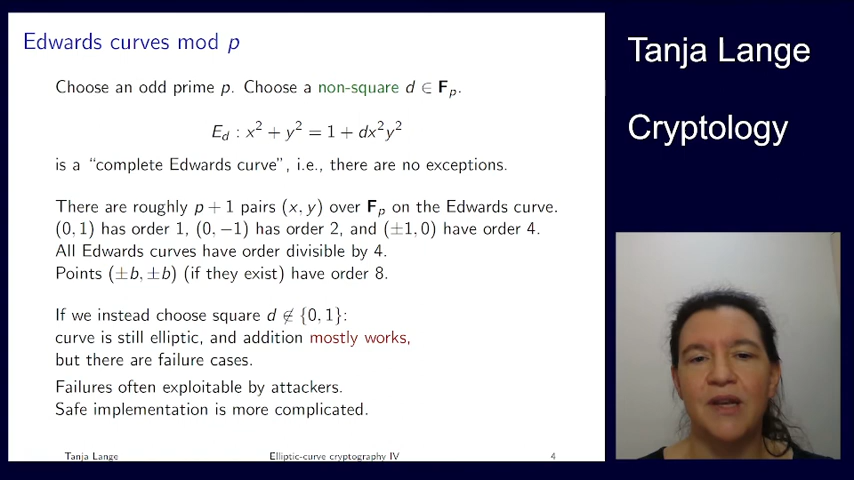 Edwards curves mod p
Choose an odd prime p. Choose a non-square d ∈ F_p.
E_d : x² + y² = 1 + dx²y²
is a “complete Edwards curve”, i.e., there are no exceptions.
There are roughly p + 1 pairs (x, y) over F_p on the Edwards curve.
(0, 1) has order 1, (0, −1) has order 2, and (±1, 0) have order 4.
All Edwards curves have order divisible by 4.
Points (±b, ±b) (if they exist) have order 8.
If we instead choose square d ∉ {0, 1}:
curve is still elliptic, and addition mostly works,
but there are failure cases.
Failures often exploitable by attackers.
Safe implementation is more complicated.
Tanja Lange
Elliptic-curve cryptography IV
4
Tanja Lange
Cryptology